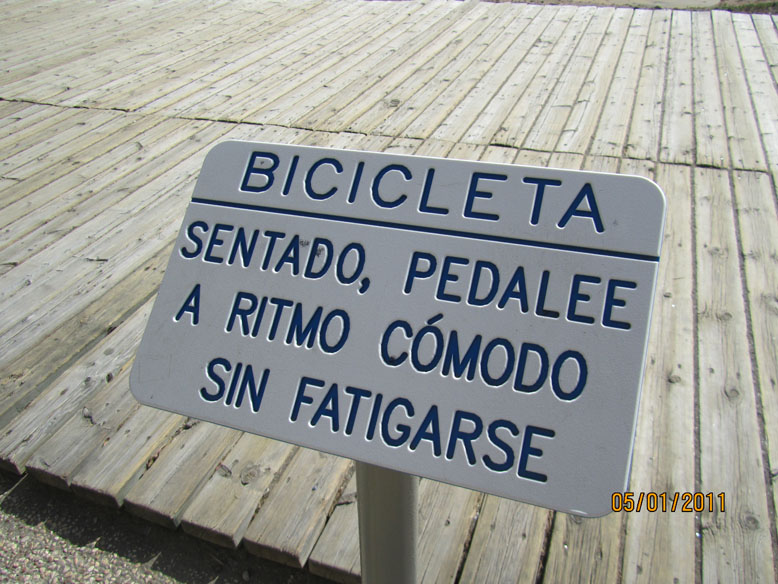 BICICLETA
SENTADO, PEDALEE
A RITMO CÓMODO
SIN FATIGARSE
05/01/2011